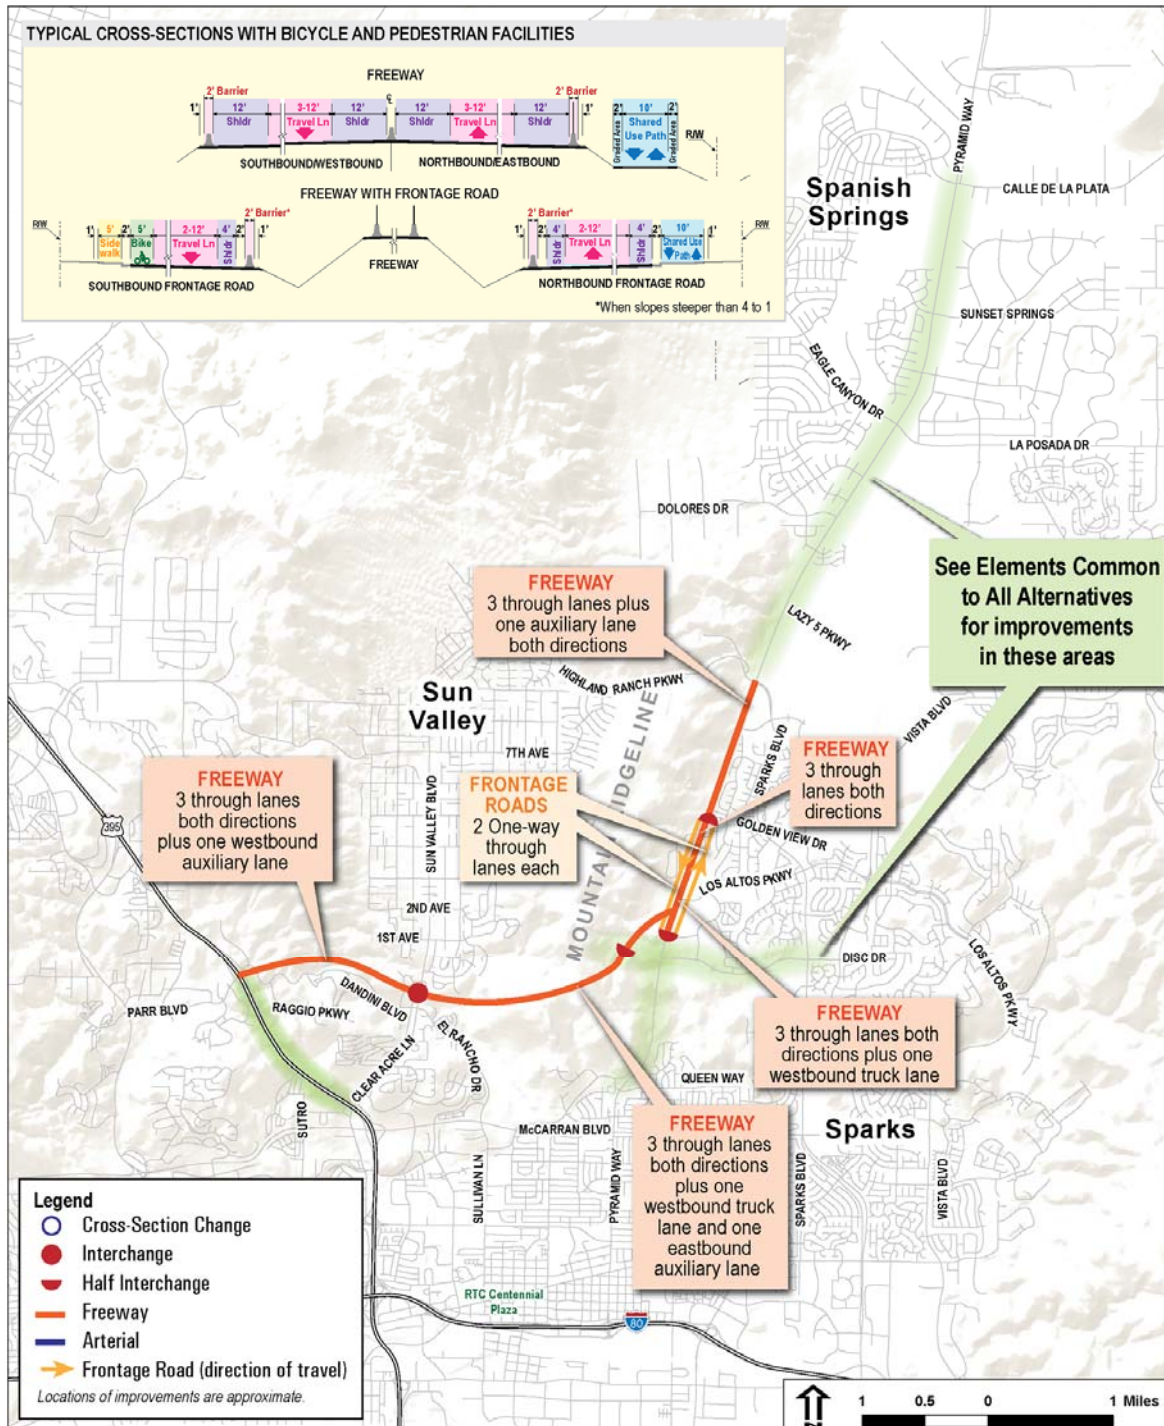 TYPICAL CROSS-SECTIONS WITH BICYCLE AND PEDESTRIAN FACILITIES
FREEWAY
2' Barrier
2' Barrier
1' 12' 3-12' 12' 12' 3-12' 12' 1'
Shldr Travel Ln Shldr Shldr Travel Ln Shldr
SOUTHBOUND/WESTBOUND
NORTHBOUND/EASTBOUND
2' 10' 2'
Graded Area
Shared
Use Path
Graded Area
R/W
FREEWAY WITH FRONTAGE ROAD
R/W
2' Barrier*
1' 5' 2' 5' 2-12' 4' 2' 1'
Side
walk
Bike
Travel Ln
Shldr
SOUTHBOUND FRONTAGE ROAD
FREEWAY
2' Barrier*
1' 2' 4' 2-12' 4' 10' 1'
Shldr
Travel Ln
Shldr
Shared Use
Path
R/W
NORTHBOUND FRONTAGE ROAD
*When slopes steeper than 4 to 1
PYRAMID WAY
Spanish
Springs
CALLE DE LA PLATA
SUNSET SPRINGS
EAGLE CANYON DR
LA POSADA DR
DOLORES DR
See Elements Common
to All Alternatives
for improvements
in these areas
FREEWAY
3 through lanes plus
one auxiliary lane
both directions
LAZY 5 PKWY
HIGHLAND RANCH PKWY
Sun
Valley
MOUNTAIN RIDGELINE
VISTA BLVD
SPARKS BLVD
7TH AVE
FREEWAY
3 through
lanes both
directions
FREEWAY
3 through lanes
both directions
plus one westbound
auxiliary lane
SUN VALLEY BLVD
FRONTAGE
ROADS
2 One-way
through
lanes each
395
GOLDEN VIEW DR
LOS ALTOS PKWY
2ND AVE
1ST AVE
DISC DR
LOS ALTOS PKWY
PARR BLVD
RAGGIO PKWY
DANDINI BLVD
EL RANCHO DR
CLEAR ACRE LN
SUTRO
FREEWAY
3 through lanes both
directions plus one
westbound truck lane
QUEEN WAY
Sparks
McCARRAN BLVD
FREEWAY
3 through lanes
both directions
plus one
westbound truck
lane and one
eastbound
auxiliary lane
SULLIVAN LN
PYRAMID WAY
SPARKS BLVD
VISTA BLVD
RTC Centennial
Plaza
80
Legend
Cross-Section Change
Interchange
Half Interchange
Freeway
Arterial
Frontage Road (direction of travel)
Locations of improvements are approximate.
1 0.5 0 1 Miles